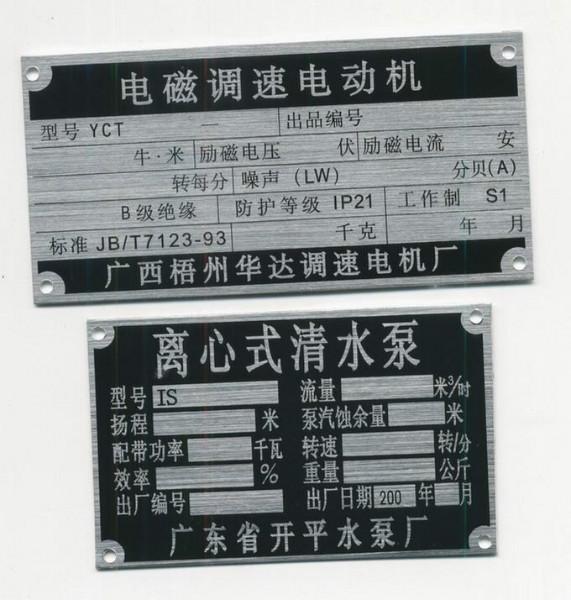 电磁调速电动机
型号 YCT — 出品编号
牛·米 励磁电压 伏 励磁电流 安
转每分 噪声 (LW) 分贝(A)
B级绝缘 防护等级 IP21 工作制 S1
标准 JB/T7123-93 千克 年 月
广西梧州华达调速电机厂
离心式清水泵
型号 IS 流量 米³/时
扬程 米 泵汽蚀余量 米
配带功率 千瓦 转速 转/分
效率 % 重量 公斤
出厂编号 出厂日期 200 年 月
广东省开平水泵厂